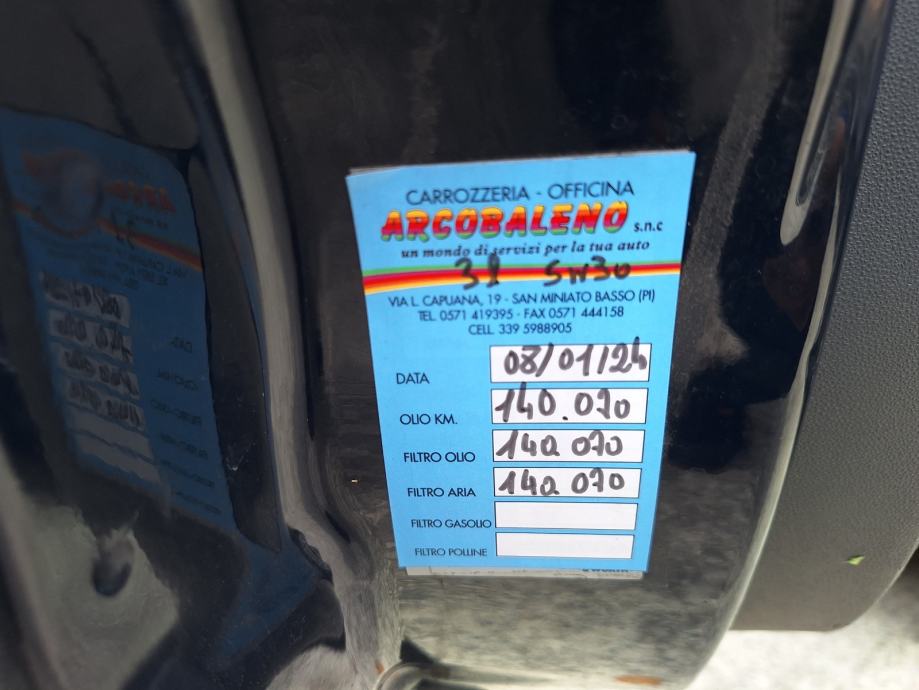 CARROZZERIA - OFFICINA
ARCOBALENO s.n.c
un mondo di servizi per la tua auto
3l 5W30
VIA L. CAPUANA, 19 - SAN MINIATO BASSO (PI)
TEL. 0571 419395 - FAX 0571 444158
CELL. 339 5988905
DATA 08/01/24
OLIO KM. 140.070
FILTRO OLIO 140 070
FILTRO ARIA 140 070
FILTRO GASOLIO
FILTRO POLLINE
WÜRTH